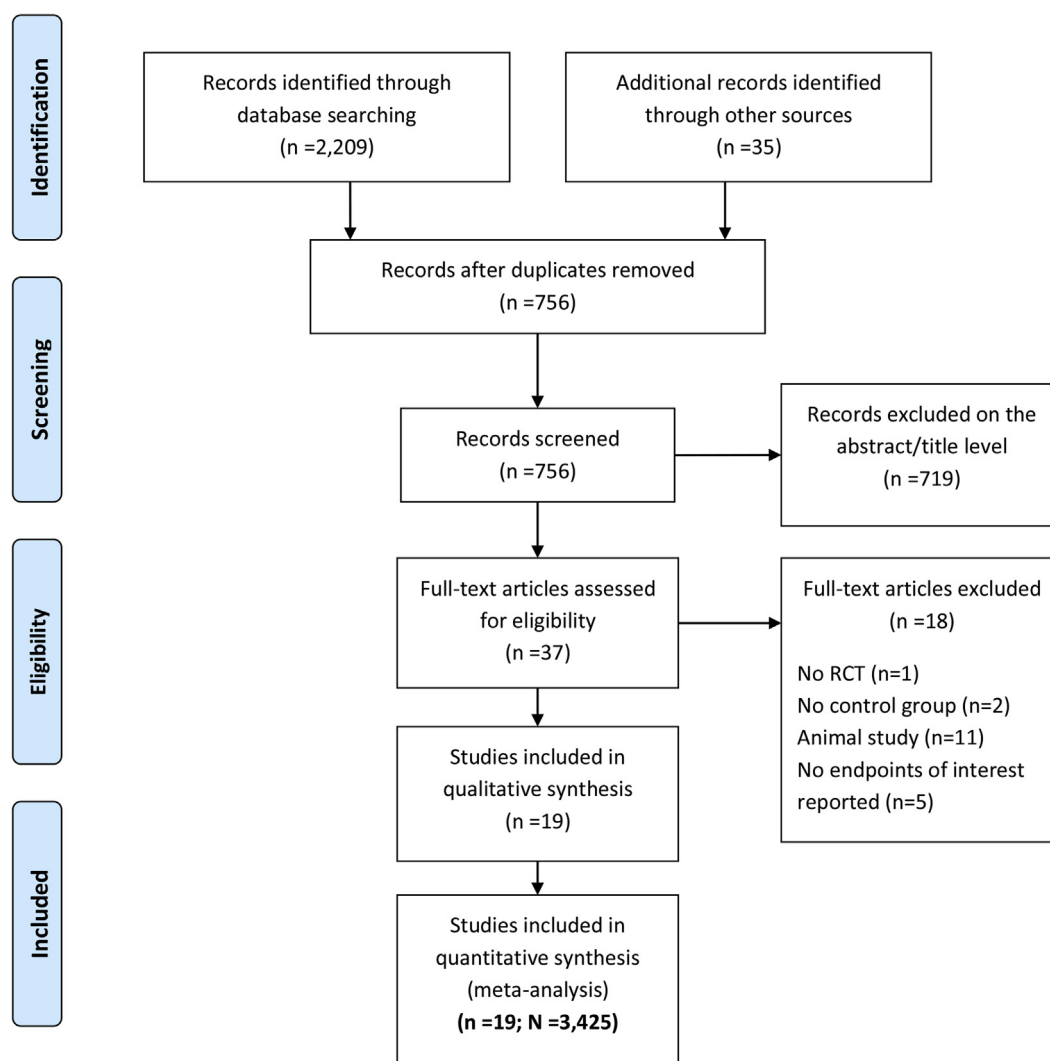 Identification
Records identified through
database searching
(n =2,209)
Additional records identified
through other sources
(n =35)
Records after duplicates removed
(n =756)
Screening
Records screened
(n =756)
Records excluded on the
abstract/title level
(n =719)
Eligibility
Full-text articles assessed
for eligibility
(n =37)
Full-text articles excluded
(n =18)
No RCT (n=1)
No control group (n=2)
Animal study (n=11)
No endpoints of interest
reported (n=5)
Studies included in
qualitative synthesis
(n =19)
Included
Studies included in
quantitative synthesis
(meta-analysis)
(n =19; N =3,425)